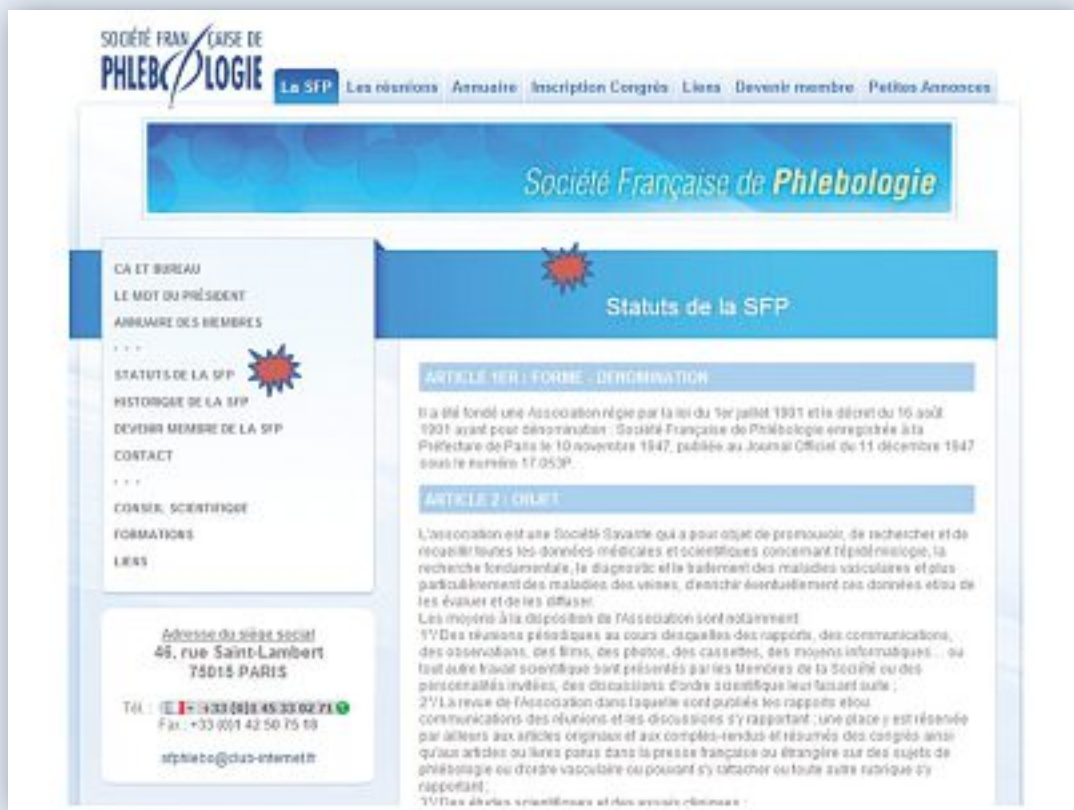 SOCIÉTÉ FRANÇAISE DE
PHLEBOLOGIE
La SFP Les réunions Annuaire Inscription Congrès Liens Devenir membre Petites Annonces
Société Française de Phlebologie
CA ET BUREAU
LE MOT DU PRÉSIDENT
ANNUAIRE DES MEMBRES
- - -
STATUTS DE LA SFP
HISTORIQUE DE LA SFP
DEVENIR MEMBRE DE LA SFP
CONTACT
- - -
CONSEIL SCIENTIFIQUE
FORMATIONS
LIENS
Adresse du siège social
46, rue Saint-Lambert
75015 PARIS
Tél. : +33 (0)1 45 33 02 71
Fax : +33 (0)1 42 50 75 18
sfphlebo@club-internet.fr
Statuts de la SFP
ARTICLE 1ER : FORME - DENOMINATION
Il a été fondé une Association régie par la loi du 1er juillet 1901 et le décret du 16 août
1901 ayant pour dénomination : Société Française de Phlébologie enregistrée à la
Préfecture de Paris le 10 novembre 1947, publiée au Journal Officiel du 11 décembre 1947
sous le numéro 17.053P.
ARTICLE 2 : OBJET
L'association est une Société Savante qui a pour objet de promouvoir, de rechercher et de
recueillir toutes les données médicales et scientifiques concernant l'épidémiologie, la
recherche fondamentale, le diagnostic et le traitement des maladies vasculaires et plus
particulièrement des maladies des veines, d'enrichir éventuellement ces données et/ou de
les évaluer et de les diffuser.
Les moyens à la disposition de l'Association sont notamment
1°/ Des réunions périodiques au cours desquelles des rapports, des communications,
des observations, des films, des photos, des cassettes, des moyens informatiques... ou
tout autre travail scientifique sont présentés par les Membres de la Société ou des
personnalités invitées, des discussions d'ordre scientifique leur faisant suite ;
2°/ La revue de l'Association dans laquelle sont publiés les rapports et/ou
communications des réunions et les discussions s'y rapportant ; une place y est réservée
par ailleurs aux articles originaux et aux comptes-rendus et résumés des congrès ainsi
qu'aux articles ou livres parus dans la presse française ou étrangère sur des sujets de
phlébologie ou d'ordre vasculaire ou pouvant s'y rattacher ou toute autre rubrique s'y
rapportant ;
3°/ Des études scientifiques et des essais cliniques ;